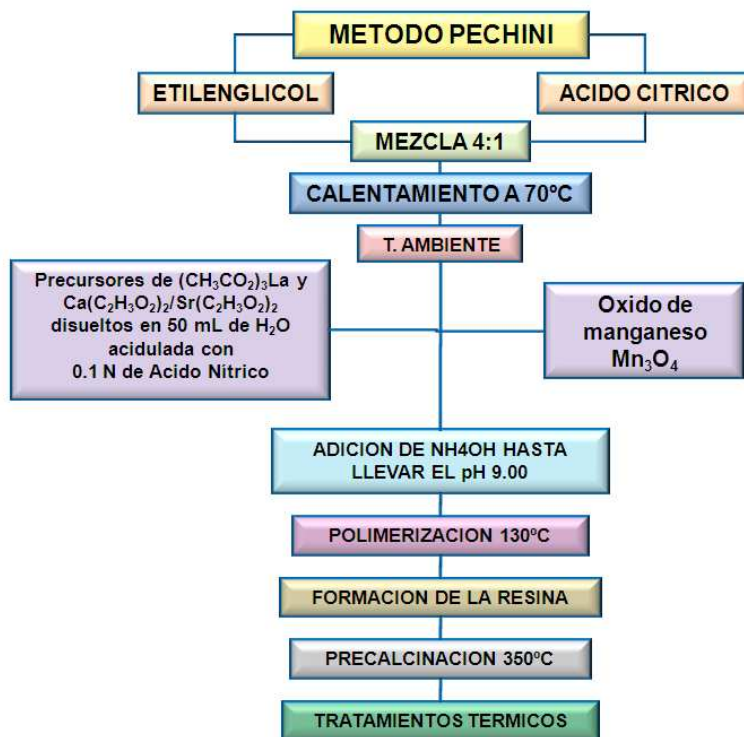 METODO PECHINI
ETILENGLICOL
ACIDO CITRICO
MEZCLA 4:1
CALENTAMIENTO A 70ºC
T. AMBIENTE
Precursores de (CH₃CO₂)₃La y
Ca(C₂H₃O₂)₂/Sr(C₂H₃O₂)₂
disueltos en 50 mL de H₂O
acidulada con
0.1 N de Acido Nitrico
Oxido de
manganeso
Mn₃O₄
ADICION DE NH4OH HASTA
LLEVAR EL pH 9.00
POLIMERIZACION 130ºC
FORMACION DE LA RESINA
PRECALCINACION 350ºC
TRATAMIENTOS TERMICOS